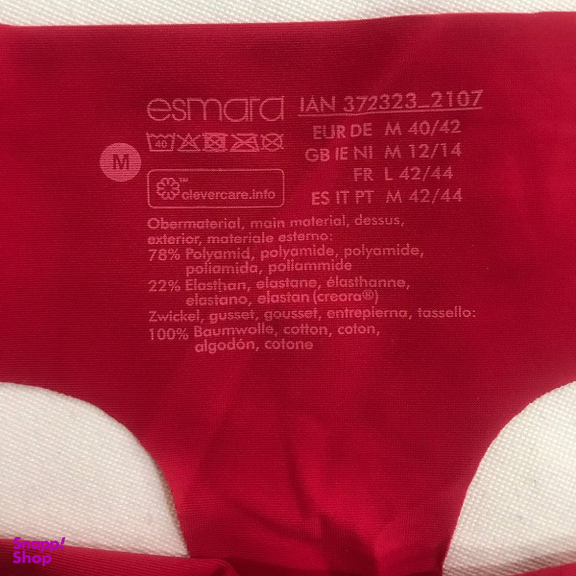 esmara
IAN 372323_2107
40
M
EUR DE M 40/42
GB IE NI M 12/14
FR L 42/44
ES IT PT M 42/44
clevercare.info
Obermaterial, main material, dessus,
exterior, materiale esterno:
78% Polyamid, polyamide, polyamide,
poliamida, poliammide
22% Elasthan, elastane, élasthanne,
elastano, elastan (creora®)
Zwickel, gusset, gousset, entrepierna, tassello:
100% Baumwolle, cotton, coton,
algodón, cotone
Snapp!
Shop